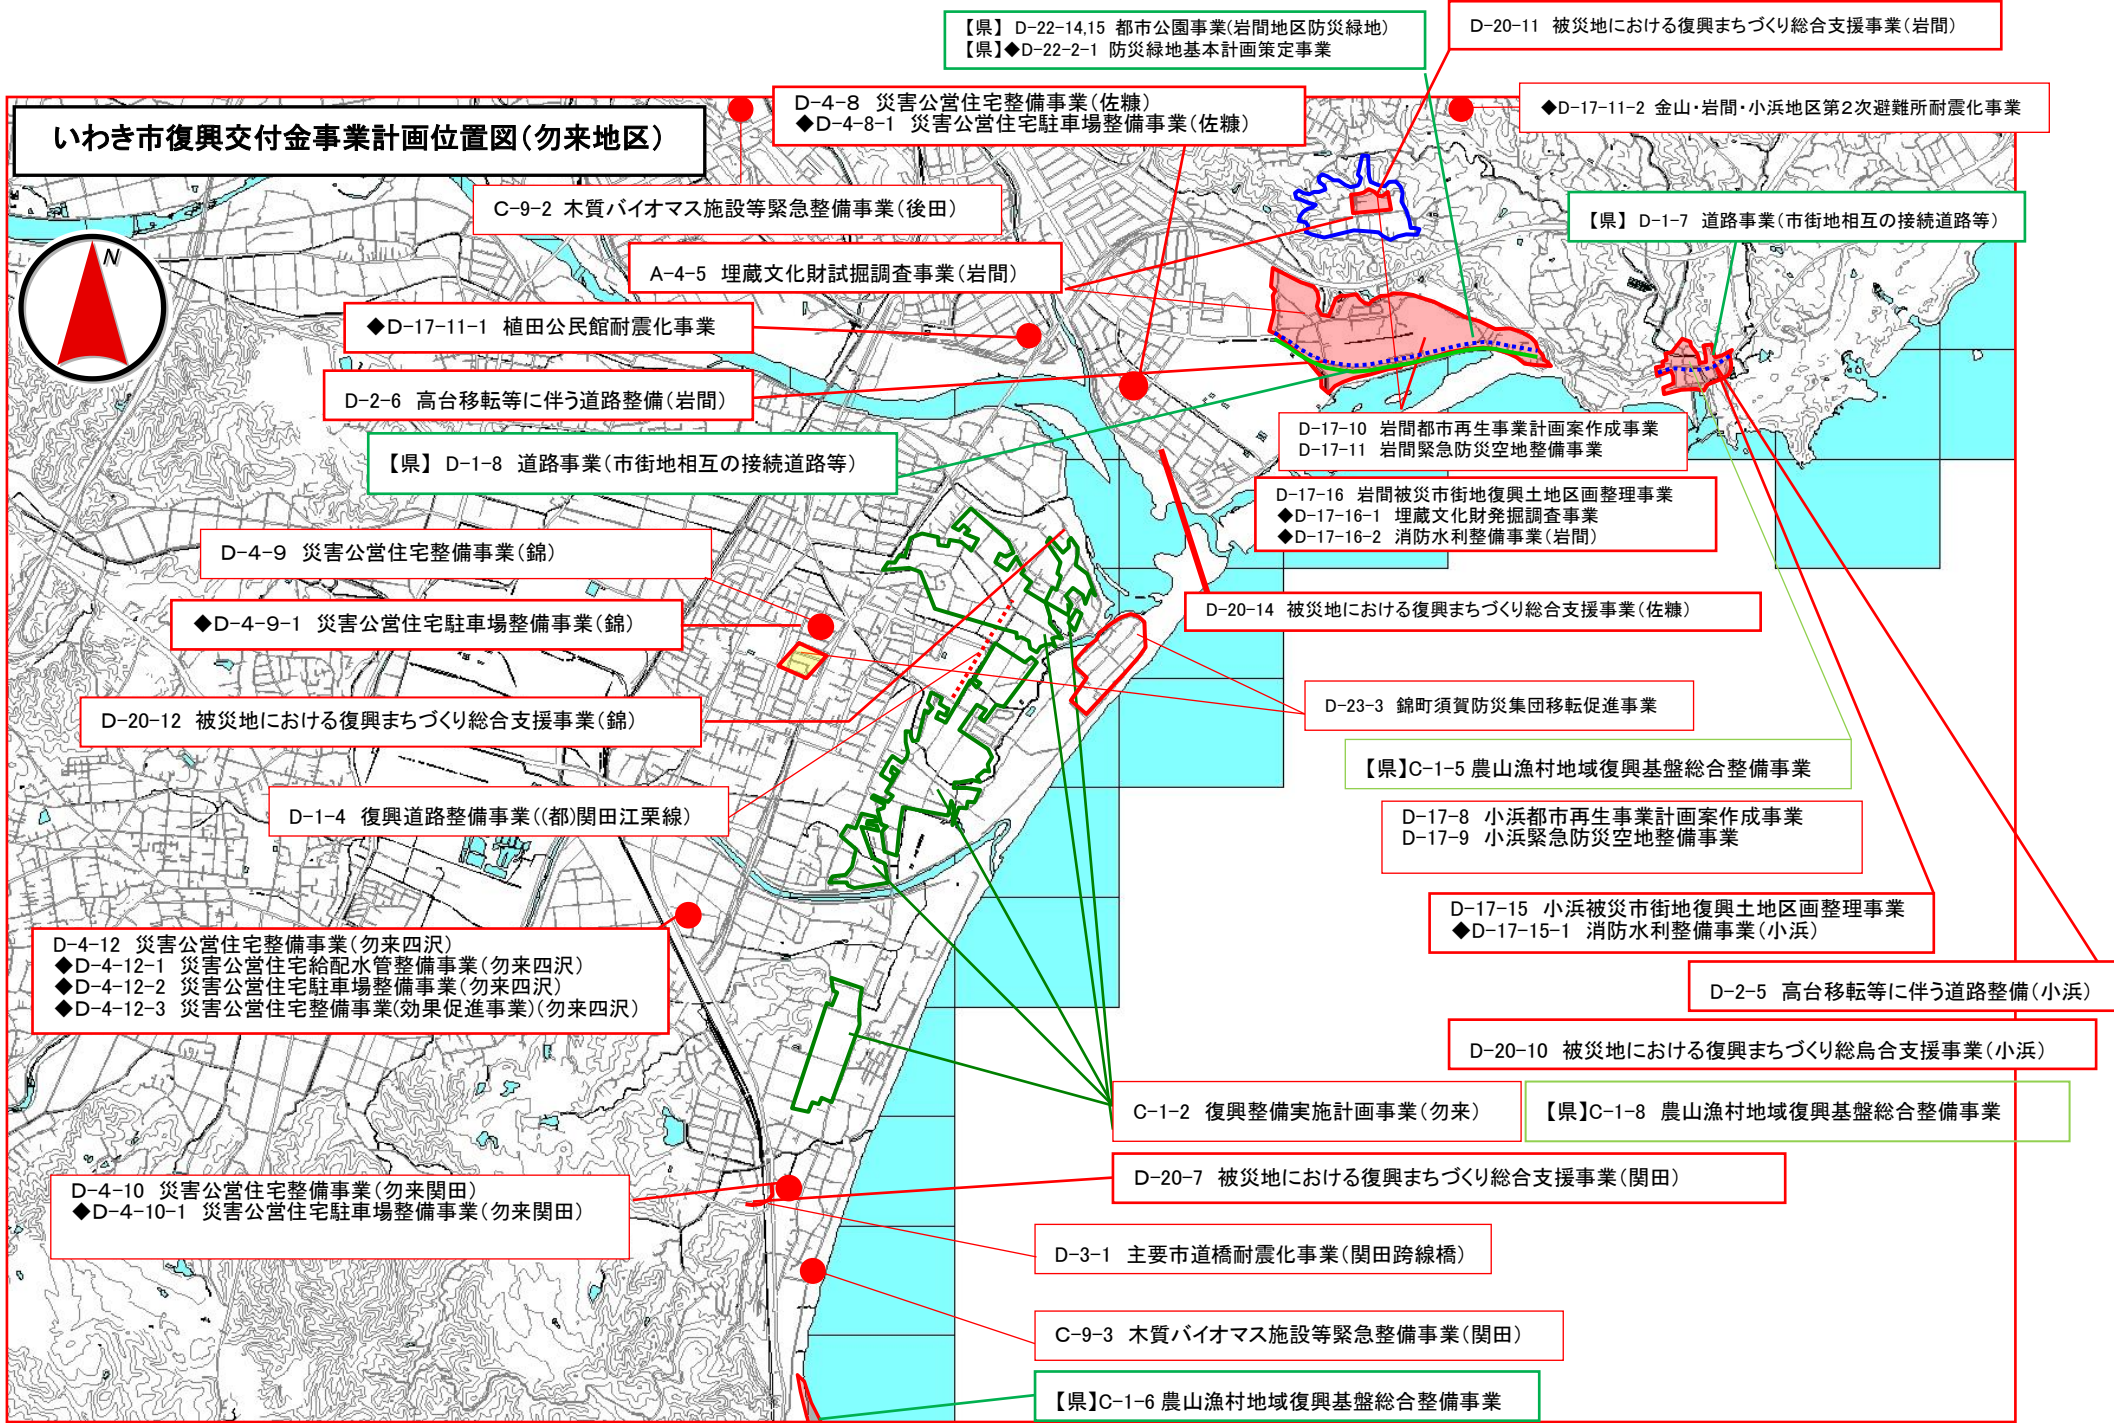 【県】 D-22-14,15 都市公園事業(岩間地区防災緑地)
【県】◆D-22-2-1 防災緑地基本計画策定事業
D-20-11 被災地における復興まちづくり総合支援事業(岩間)
いわき市復興交付金事業計画位置図(勿来地区)
D-4-8 災害公営住宅整備事業(佐糠)
◆D-4-8-1 災害公営住宅駐車場整備事業(佐糠)
◆D-17-11-2 金山・岩間・小浜地区第2次避難所耐震化事業
C-9-2 木質バイオマス施設等緊急整備事業(後田)
【県】 D-1-7 道路事業(市街地相互の接続道路等)
N
A-4-5 埋蔵文化財試掘調査事業(岩間)
◆D-17-11-1 植田公民館耐震化事業
D-2-6 高台移転等に伴う道路整備(岩間)
【県】 D-1-8 道路事業(市街地相互の接続道路等)
D-17-10 岩間都市再生事業計画案作成事業
D-17-11 岩間緊急防災空地整備事業
D-17-16 岩間被災市街地復興土地区画整理事業
◆D-17-16-1 埋蔵文化財発掘調査事業
◆D-17-16-2 消防水利整備事業(岩間)
D-4-9 災害公営住宅整備事業(錦)
◆D-4-9-1 災害公営住宅駐車場整備事業(錦)
D-20-14 被災地における復興まちづくり総合支援事業(佐糠)
D-20-12 被災地における復興まちづくり総合支援事業(錦)
D-23-3 錦町須賀防災集団移転促進事業
【県】C-1-5 農山漁村地域復興基盤総合整備事業
D-1-4 復興道路整備事業((都)関田江栗線)
D-17-8 小浜都市再生事業計画案作成事業
D-17-9 小浜緊急防災空地整備事業
D-17-15 小浜被災市街地復興土地区画整理事業
◆D-17-15-1 消防水利整備事業(小浜)
D-4-12 災害公営住宅整備事業(勿来四沢)
◆D-4-12-1 災害公営住宅給配水管整備事業(勿来四沢)
◆D-4-12-2 災害公営住宅駐車場整備事業(勿来四沢)
◆D-4-12-3 災害公営住宅整備事業(効果促進事業)(勿来四沢)
D-2-5 高台移転等に伴う道路整備(小浜)
D-20-10 被災地における復興まちづくり総烏合支援事業(小浜)
C-1-2 復興整備実施計画事業(勿来)
【県】C-1-8 農山漁村地域復興基盤総合整備事業
D-20-7 被災地における復興まちづくり総合支援事業(関田)
D-4-10 災害公営住宅整備事業(勿来関田)
◆D-4-10-1 災害公営住宅駐車場整備事業(勿来関田)
D-3-1 主要市道橋耐震化事業(関田跨線橋)
C-9-3 木質バイオマス施設等緊急整備事業(関田)
【県】C-1-6 農山漁村地域復興基盤総合整備事業